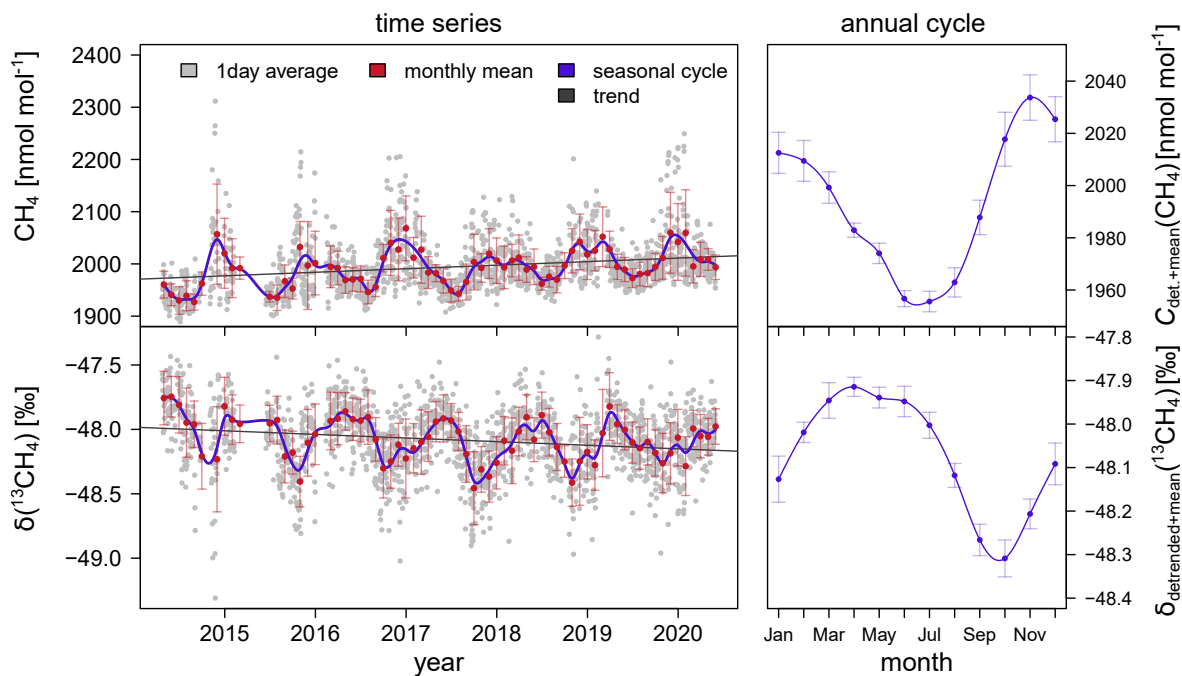 time series
annual cycle
CH₄ [nmol mol⁻¹]
2400
2300
2200
2100
2000
1900
1day average
monthly mean
seasonal cycle
trend
2040
2020
2000
1980
1960
C_det.+mean(CH₄) [nmol mol⁻¹]
δ(¹³CH₄) [‰]
−47.5
−48.0
−48.5
−49.0
−47.8
−47.9
−48.0
−48.1
−48.2
−48.3
−48.4
δ_detrended+mean(¹³CH₄) [‰]
2015 2016 2017 2018 2019 2020
year
Jan Mar May Jul Sep Nov
month